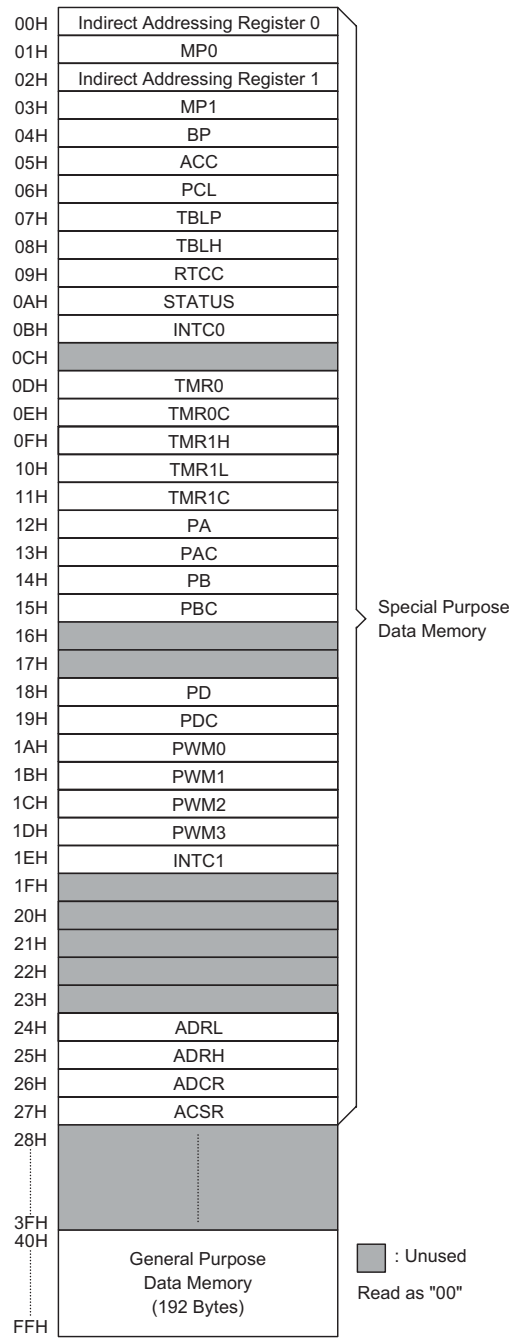 00H Indirect Addressing Register 0
01H MP0
02H Indirect Addressing Register 1
03H MP1
04H BP
05H ACC
06H PCL
07H TBLP
08H TBLH
09H RTCC
0AH STATUS
0BH INTC0
0CH
0DH TMR0
0EH TMR0C
0FH TMR1H
10H TMR1L
11H TMR1C
12H PA
13H PAC
14H PB
15H PBC
16H
17H
18H PD
19H PDC
1AH PWM0
1BH PWM1
1CH PWM2
1DH PWM3
1EH INTC1
1FH
20H
21H
22H
23H
24H ADRL
25H ADRH
26H ADCR
27H ACSR
Special Purpose
Data Memory
28H
3FH
40H
General Purpose
Data Memory
(192 Bytes)
FFH
: Unused
Read as "00"